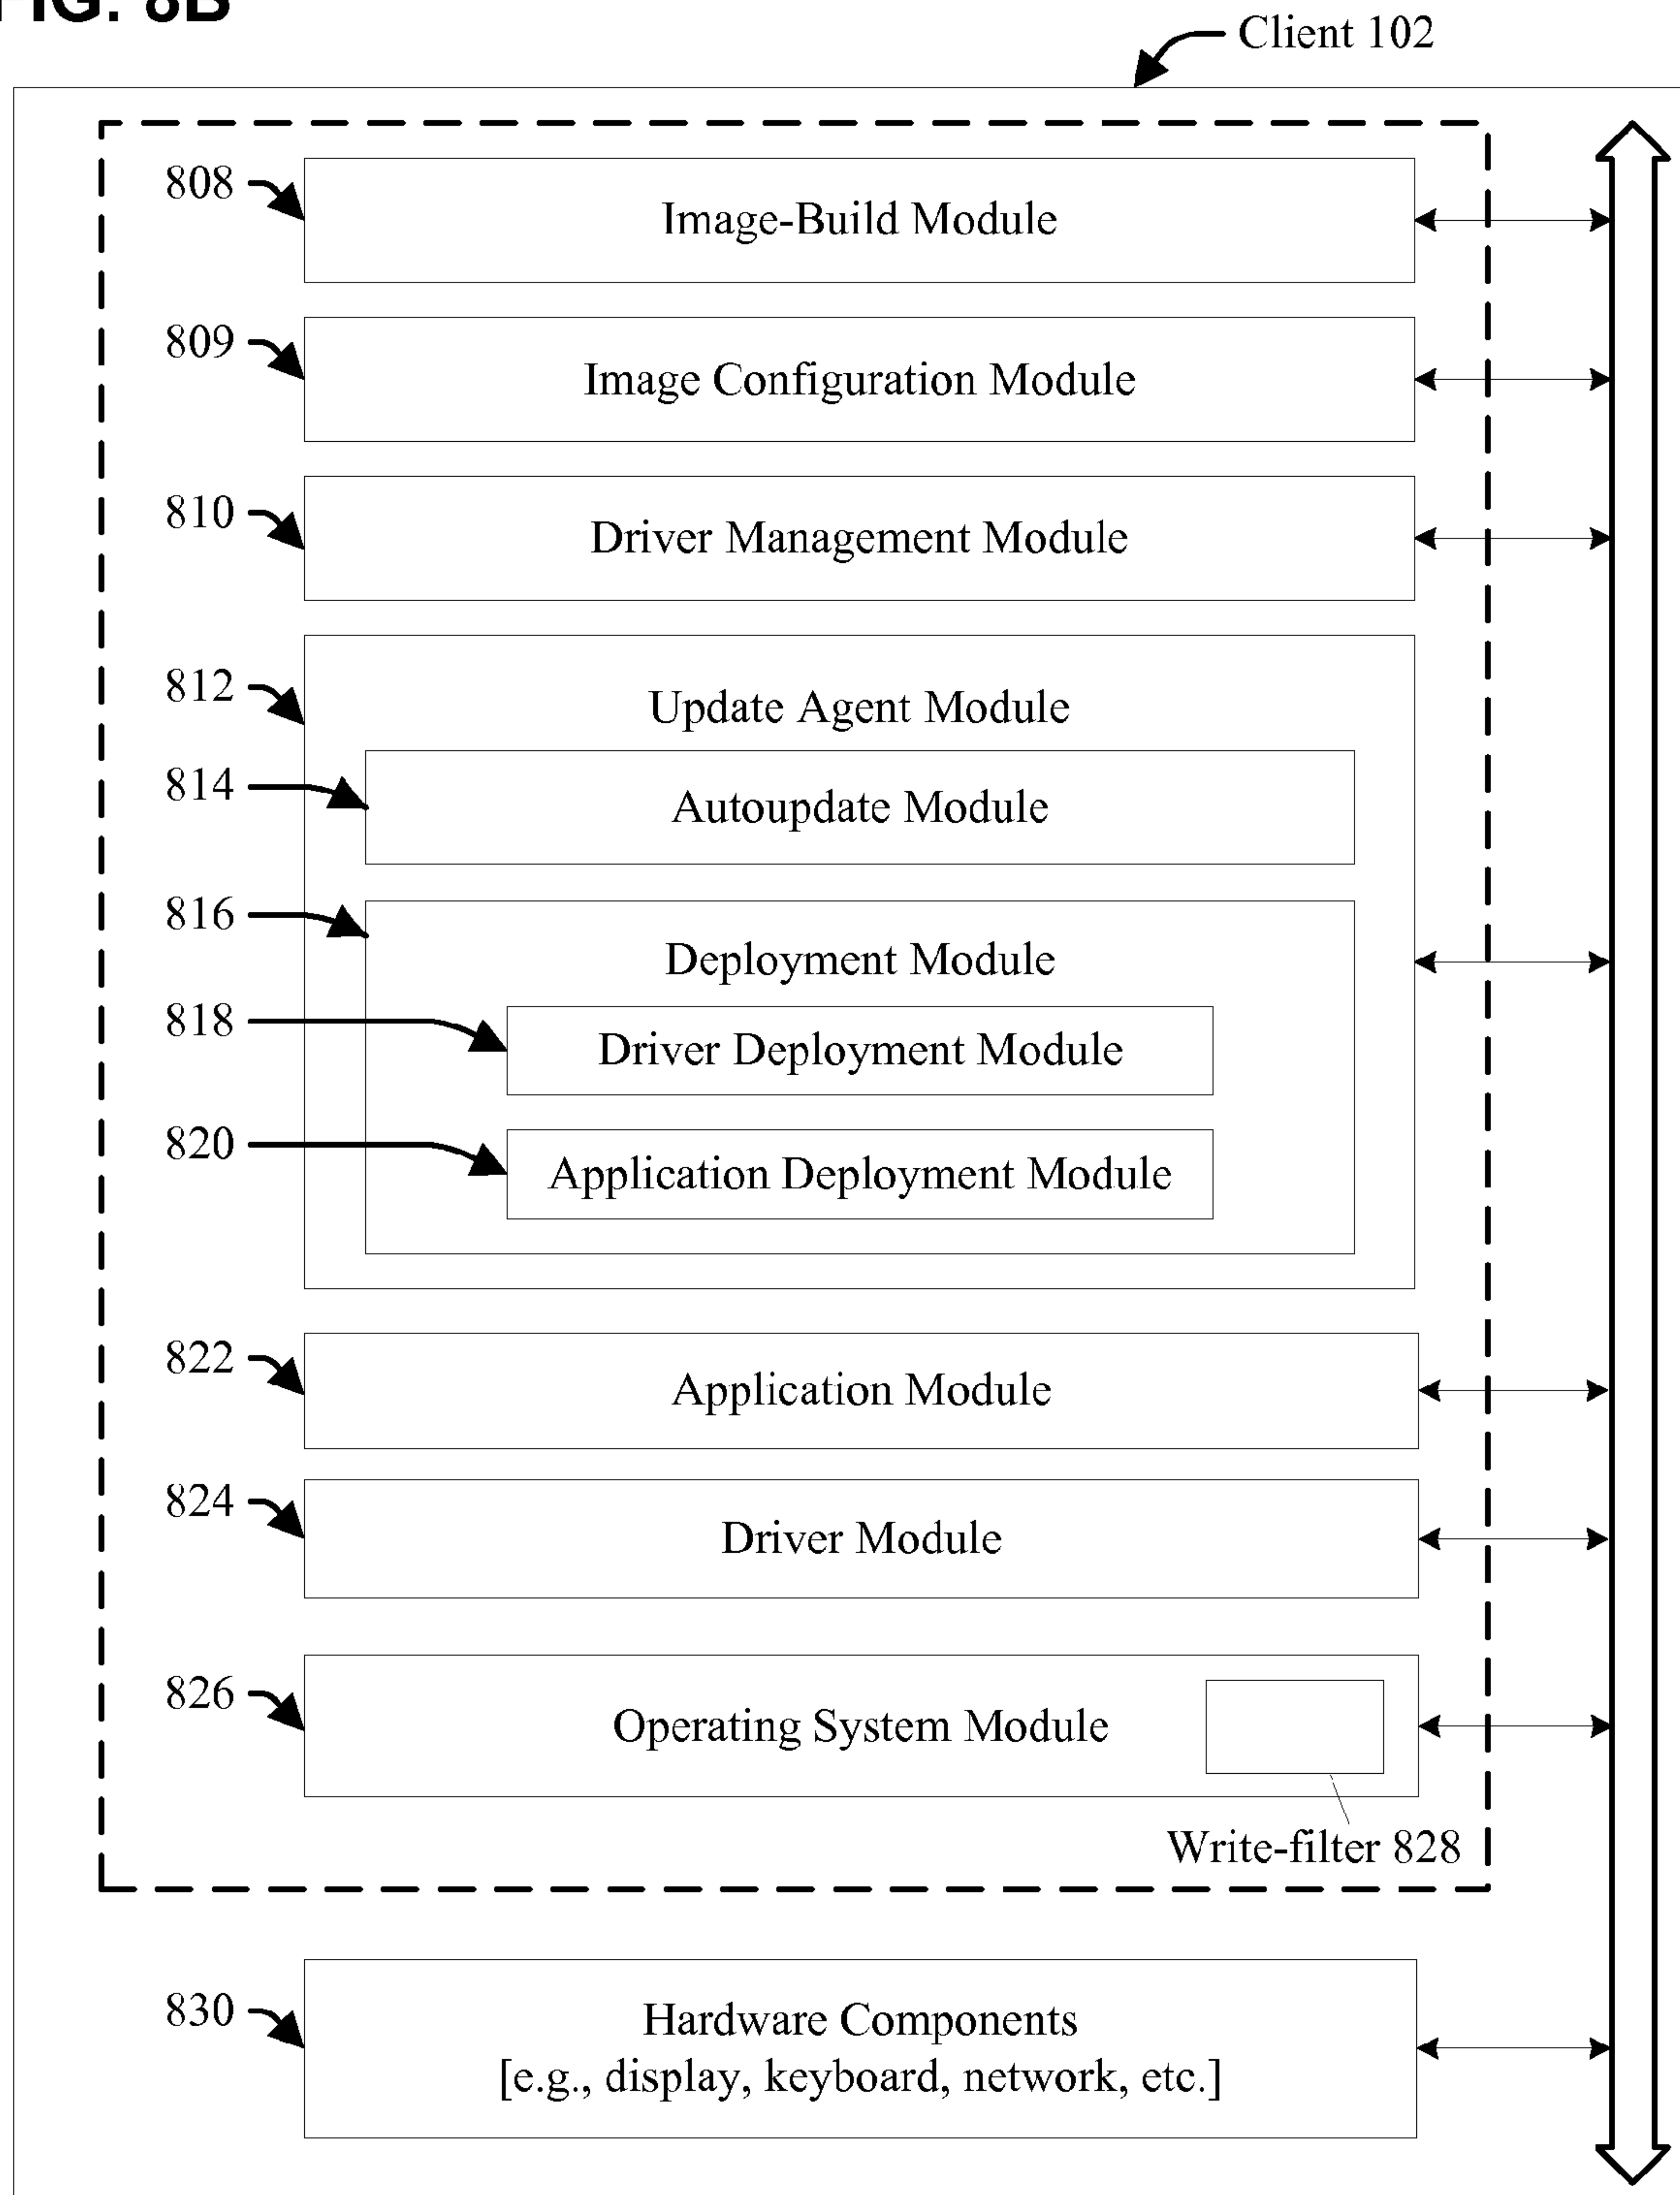 FIG. 8B
Client 102
808
Image-Build Module
809
Image Configuration Module
810
Driver Management Module
812
Update Agent Module
814
Autoupdate Module
816
Deployment Module
818
Driver Deployment Module
820
Application Deployment Module
822
Application Module
824
Driver Module
826
Operating System Module
Write-filter 828
830
Hardware Components
[e.g., display, keyboard, network, etc.]